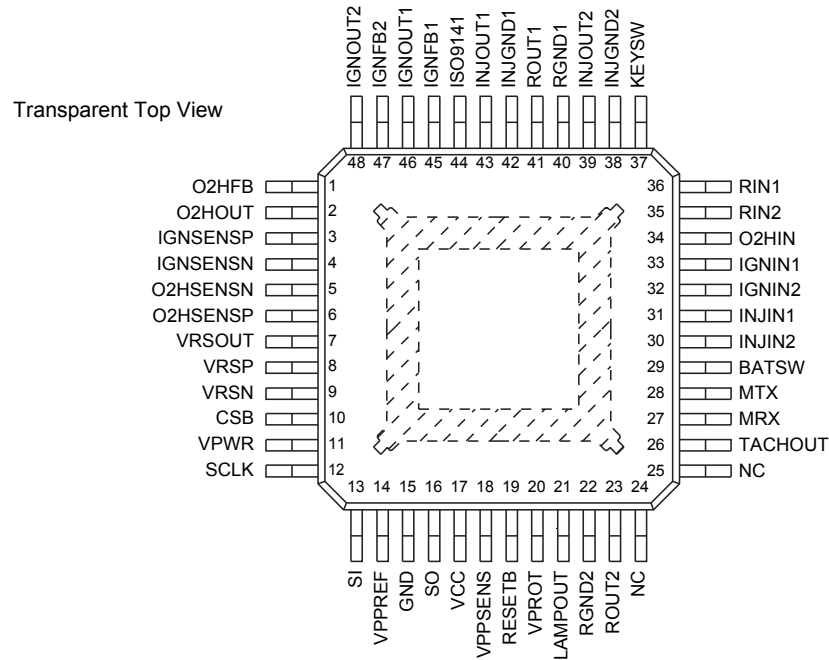 Transparent Top View
IGNOUT2
IGNFB2
IGNOUT1
IGNFB1
ISO9141
INJOUT1
INJGND1
ROUT1
RGND1
INJOUT2
INJGND2
KEYSW
48 47 46 45 44 43 42 41 40 39 38 37
O2HFB 1
O2HOUT 2
IGNSENSP 3
IGNSENSN 4
O2HSENSN 5
O2HSENSP 6
VRSOUT 7
VRSP 8
VRSN 9
CSB 10
VPWR 11
SCLK 12
36 RIN1
35 RIN2
34 O2HIN
33 IGNIN1
32 IGNIN2
31 INJIN1
30 INJIN2
29 BATSW
28 MTX
27 MRX
26 TACHOUT
25 NC
13 14 15 16 17 18 19 20 21 22 23 24
SI
VPPREF
GND
SO
VCC
VPPSENS
RESETB
VPROT
LAMPOUT
RGND2
ROUT2
NC